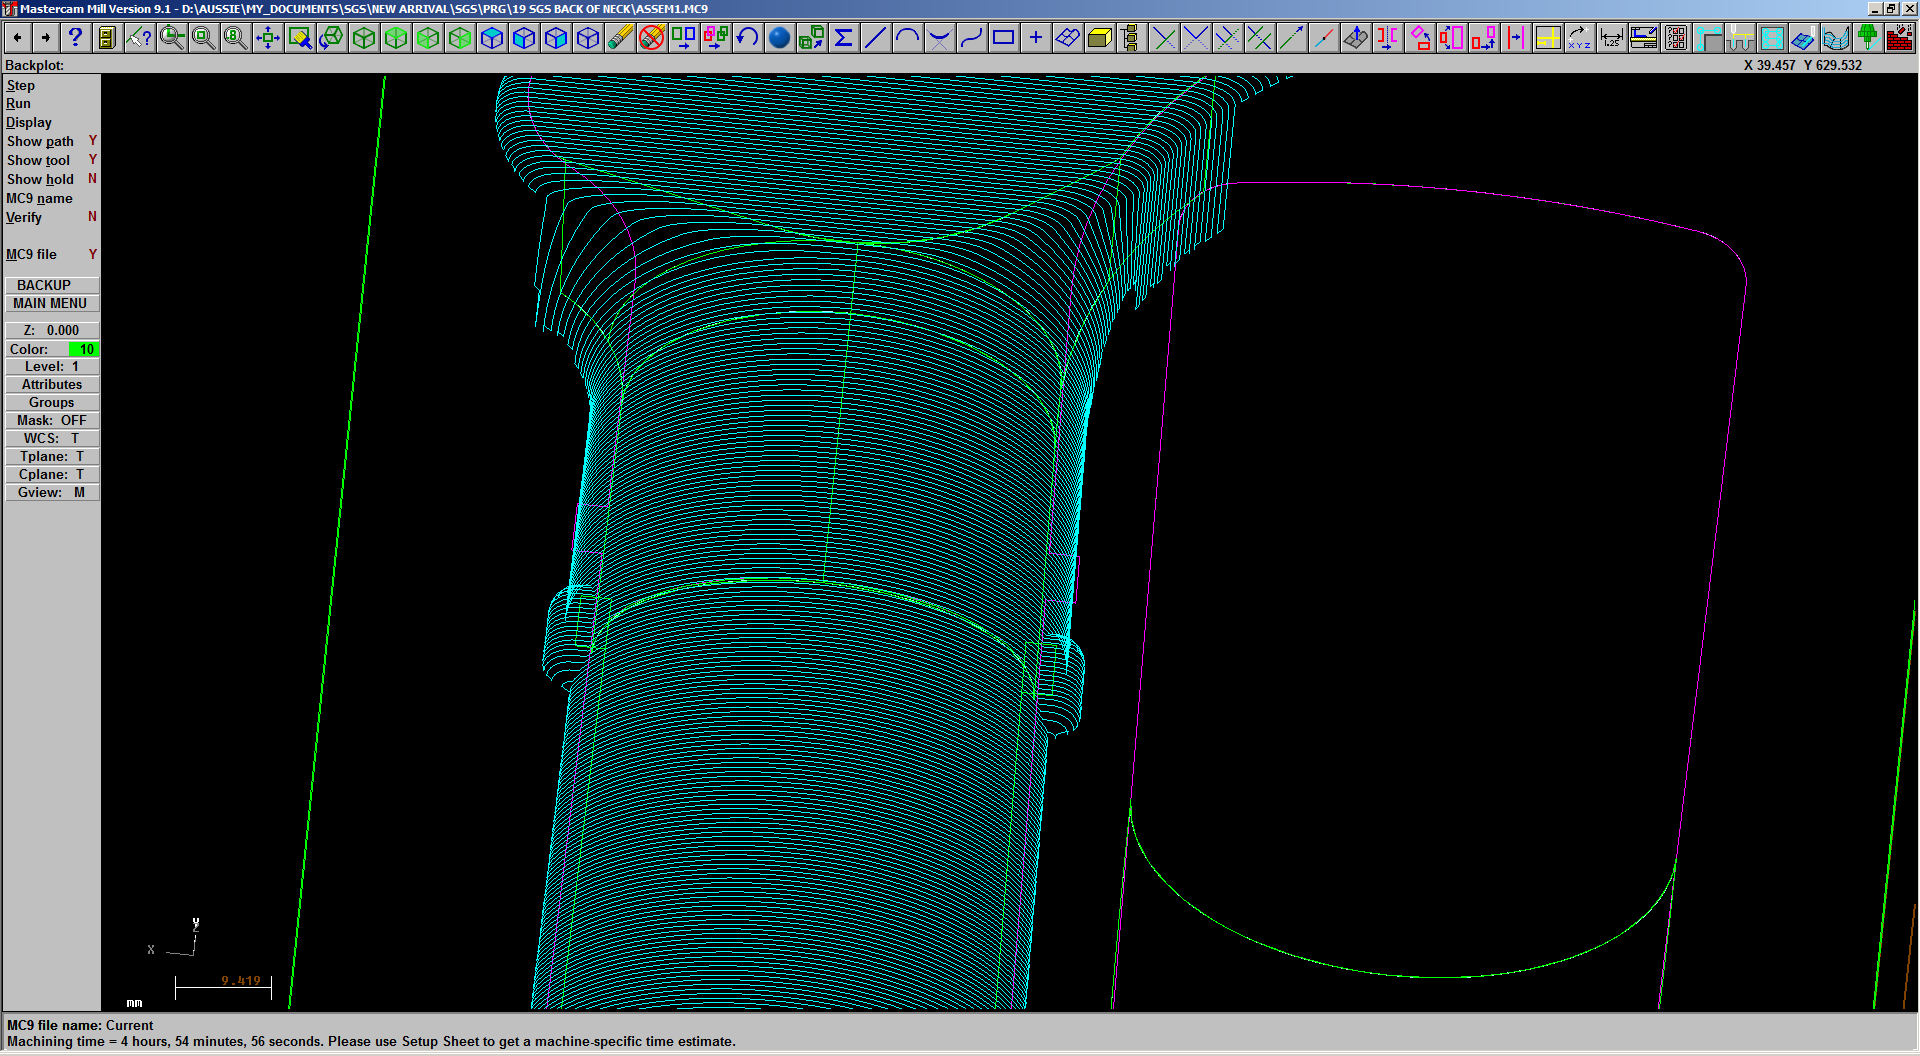 Mastercam Mill Version 9.1 - D:\AUSSIE\MY_DOCUMENTS\SGS\NEW ARRIVAL\SGS\PRG\19 SGS BACK OF NECK\ASSEM1.MC9
Backplot:
X 39.457 Y 629.532
Step
Run
Display
Show path Y
Show tool Y
Show hold N
MC9 name
Verify N
MC9 file Y
BACKUP
MAIN MENU
Z: 0.000
Color: 10
Level: 1
Attributes
Groups
Mask: OFF
WCS: T
Tplane: T
Cplane: T
Gview: M
Y
Z
X
9.419
mm
MC9 file name: Current
Machining time = 4 hours, 54 minutes, 56 seconds. Please use Setup Sheet to get a machine-specific time estimate.